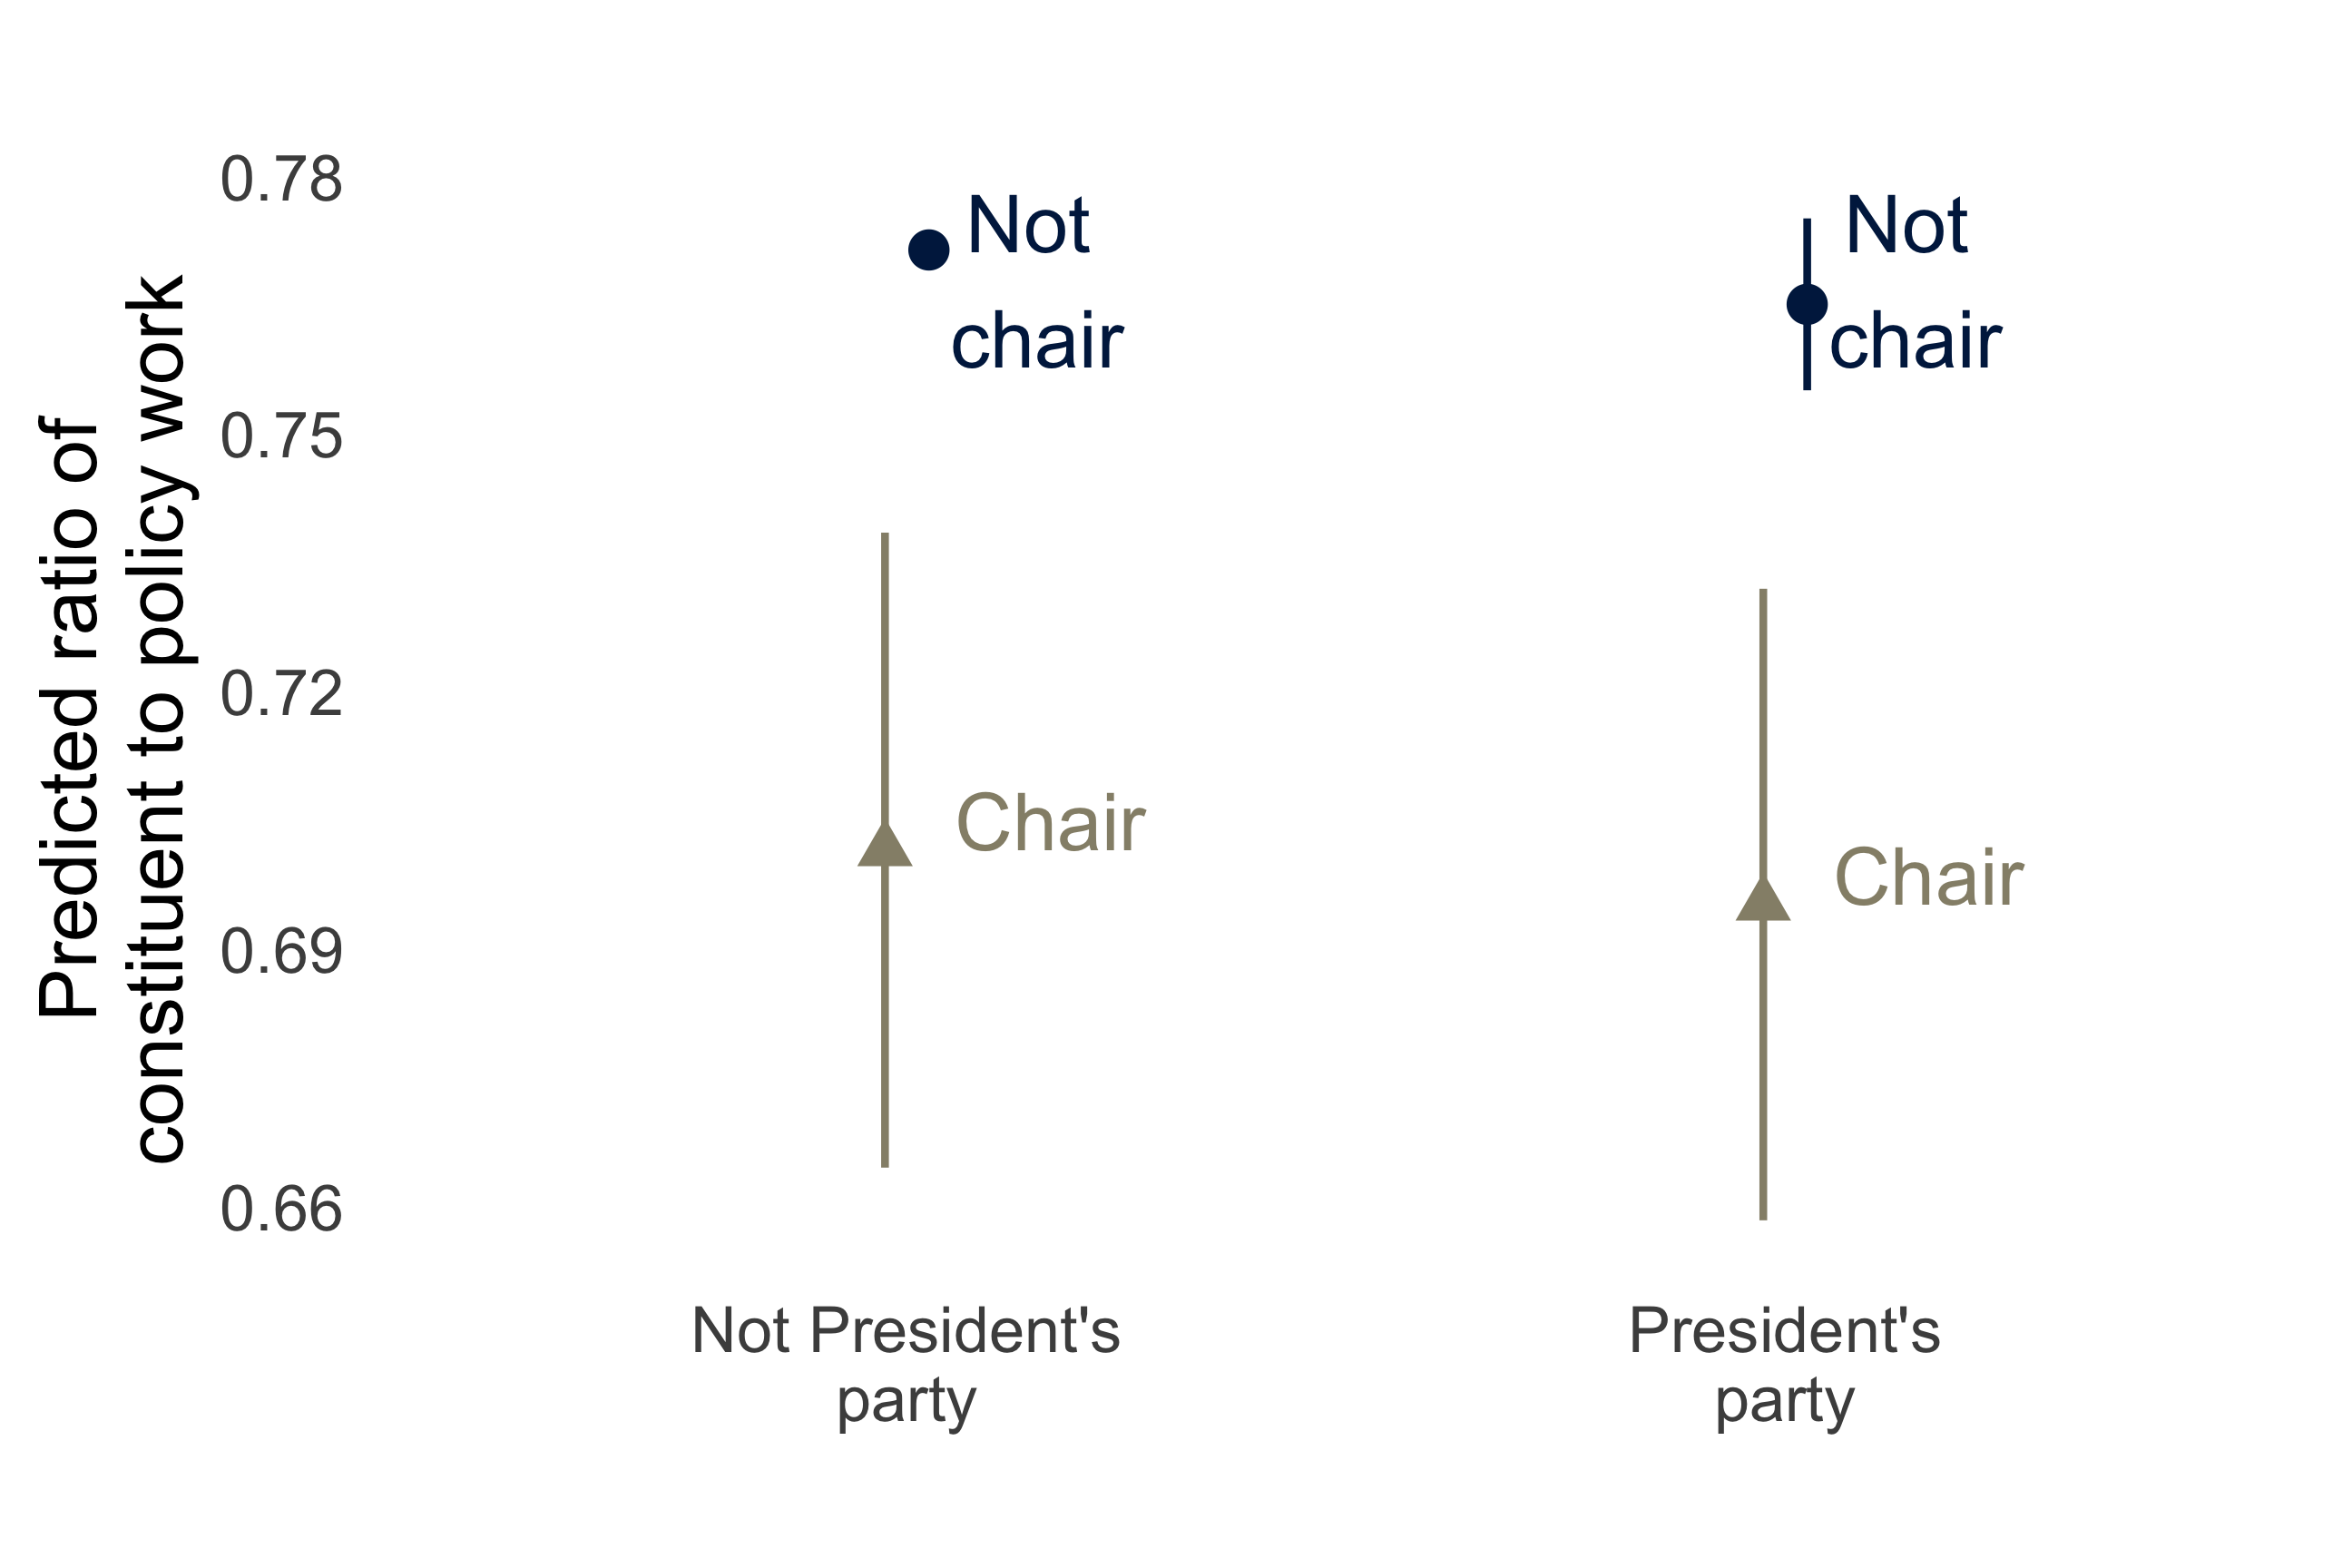 Predicted ratio of
constituent to policy work
0.78
0.75
0.72
0.69
0.66
Not
chair
Chair
Not
chair
Chair
Not President's
party
President's
party